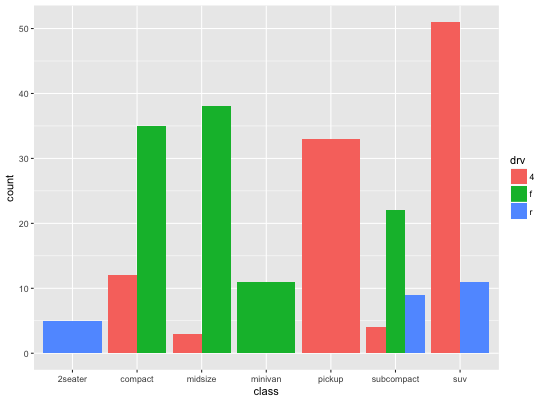 50
40
30
20
10
0
count
2seater compact midsize minivan pickup subcompact suv
class
drv
4
f
r